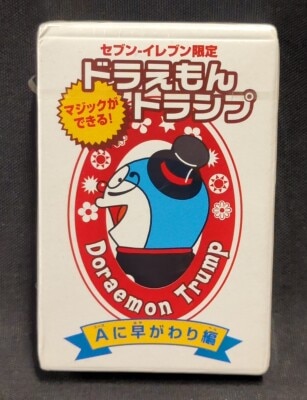 セブン-イレブン限定
ドラえもん
トランプ
マジックが
できる!
Doraemon Trump
Aに早がわり編